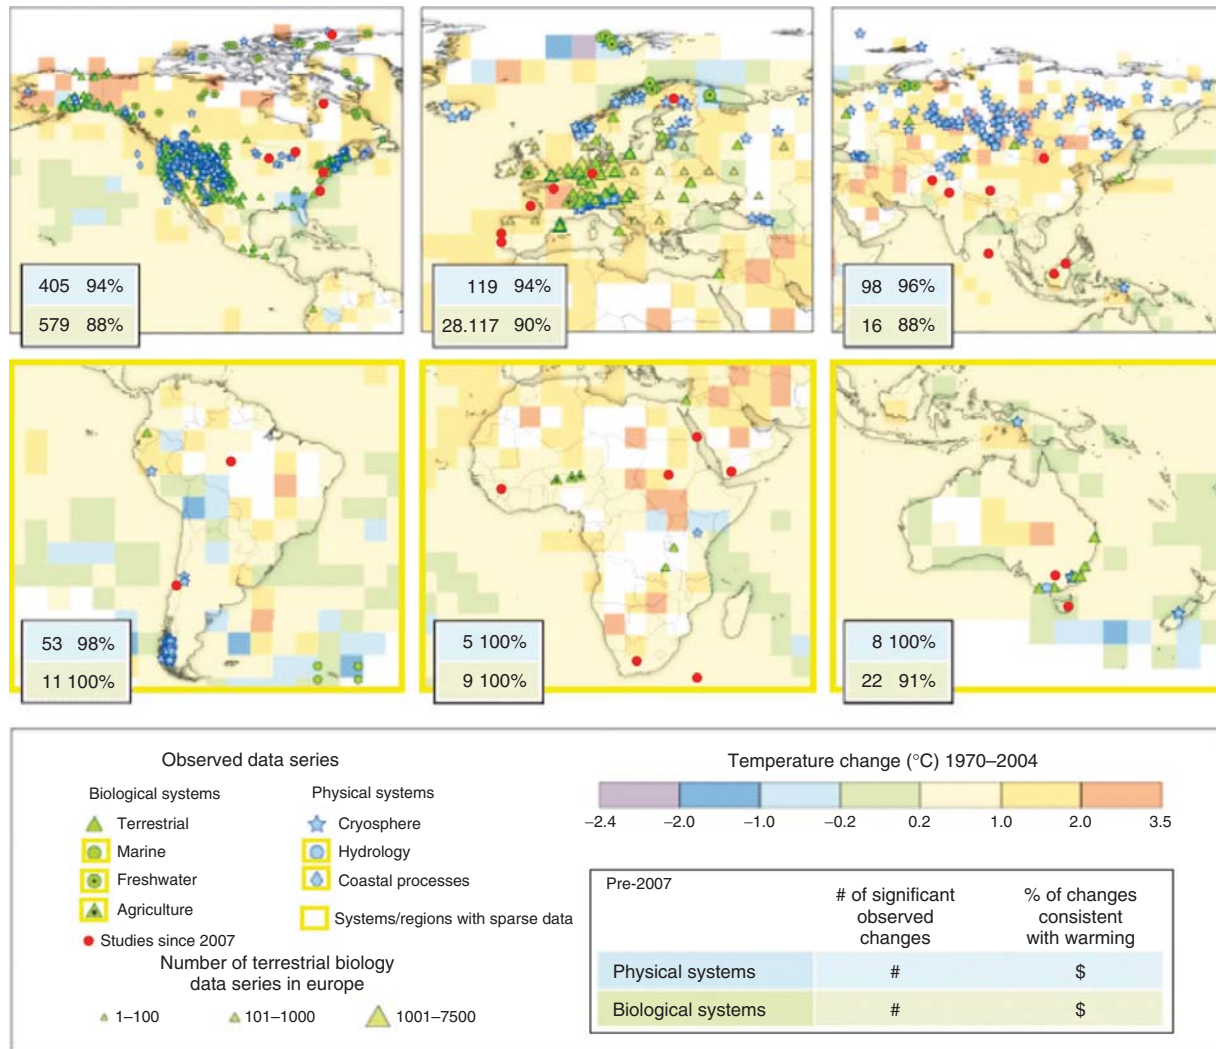 405 94%
579 88%
119 94%
28.117 90%
98 96%
16 88%
53 98%
11 100%
5 100%
9 100%
8 100%
22 91%
Observed data series
Biological systems
Terrestrial
Marine
Freshwater
Agriculture
Studies since 2007
Physical systems
Cryosphere
Hydrology
Coastal processes
Systems/regions with sparse data
Number of terrestrial biology
data series in europe
1–100 101–1000 1001–7500
Temperature change (°C) 1970–2004
–2.4 –2.0 –1.0 –0.2 0.2 1.0 2.0 3.5
Pre-2007
# of significant
observed
changes
% of changes
consistent
with warming
Physical systems # $
Biological systems # $